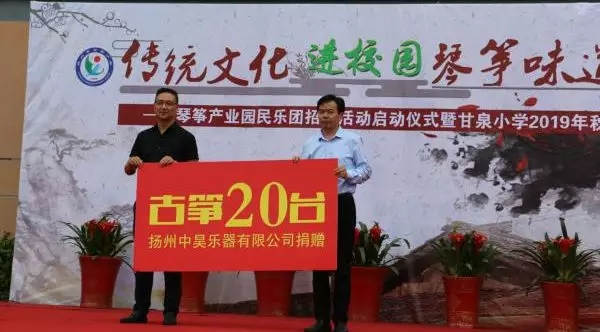 传统文化 进校园 琴筝味道
琴筝产业园民乐团招 活动启动仪式暨甘泉小学2019年秋
古筝20台
扬州中昊乐器有限公司捐赠